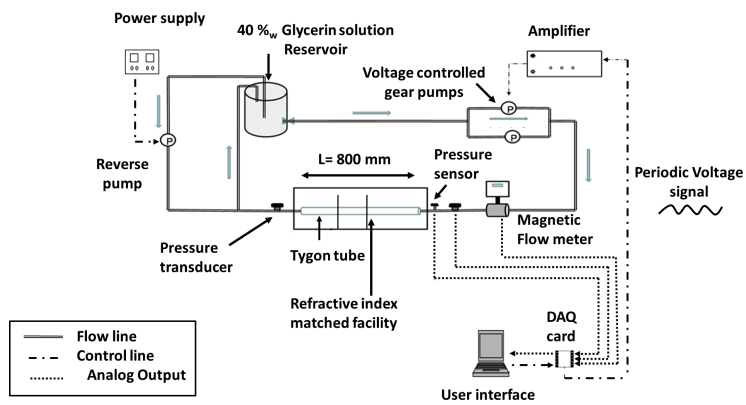 Power supply
40 %w Glycerin solution
Reservoir
Amplifier
Voltage controlled
gear pumps
P
P
P
Reverse
pump
L= 800 mm
Pressure
sensor
Periodic Voltage
signal
Magnetic
Flow meter
Pressure
transducer
Tygon tube
Refractive index
matched facility
DAQ
card
User interface
Flow line
Control line
Analog Output